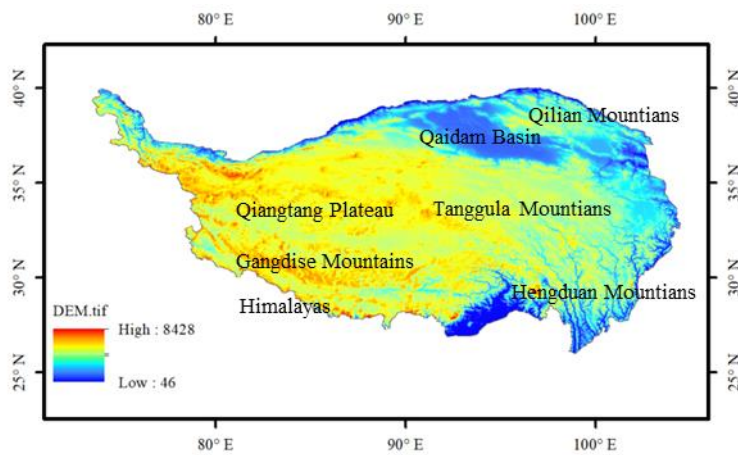 80° E 90° E 100° E
40° N 40° N
Qilian Mountians
Qaidam Basin
35° N 35° N
Qiangtang Plateau Tanggula Mountians
Gangdise Mountains
30° N 30° N
Hengduan Mountians
Himalayas
DEM.tif
High : 8428
Low : 46
25° N 25° N
80° E 90° E 100° E